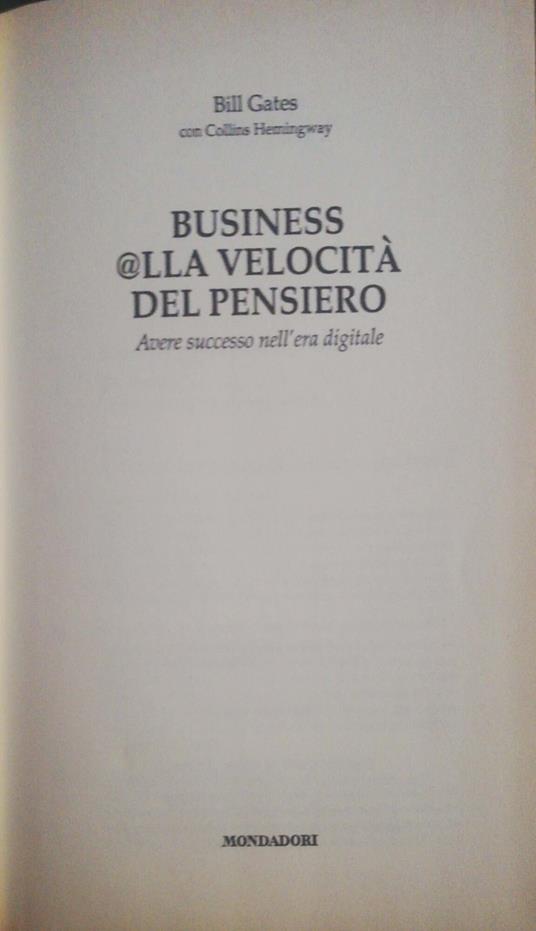 Bill Gates
con Collins Hemingway
BUSINESS
@LLA VELOCITÀ
DEL PENSIERO
Avere successo nell'era digitale
MONDADORI